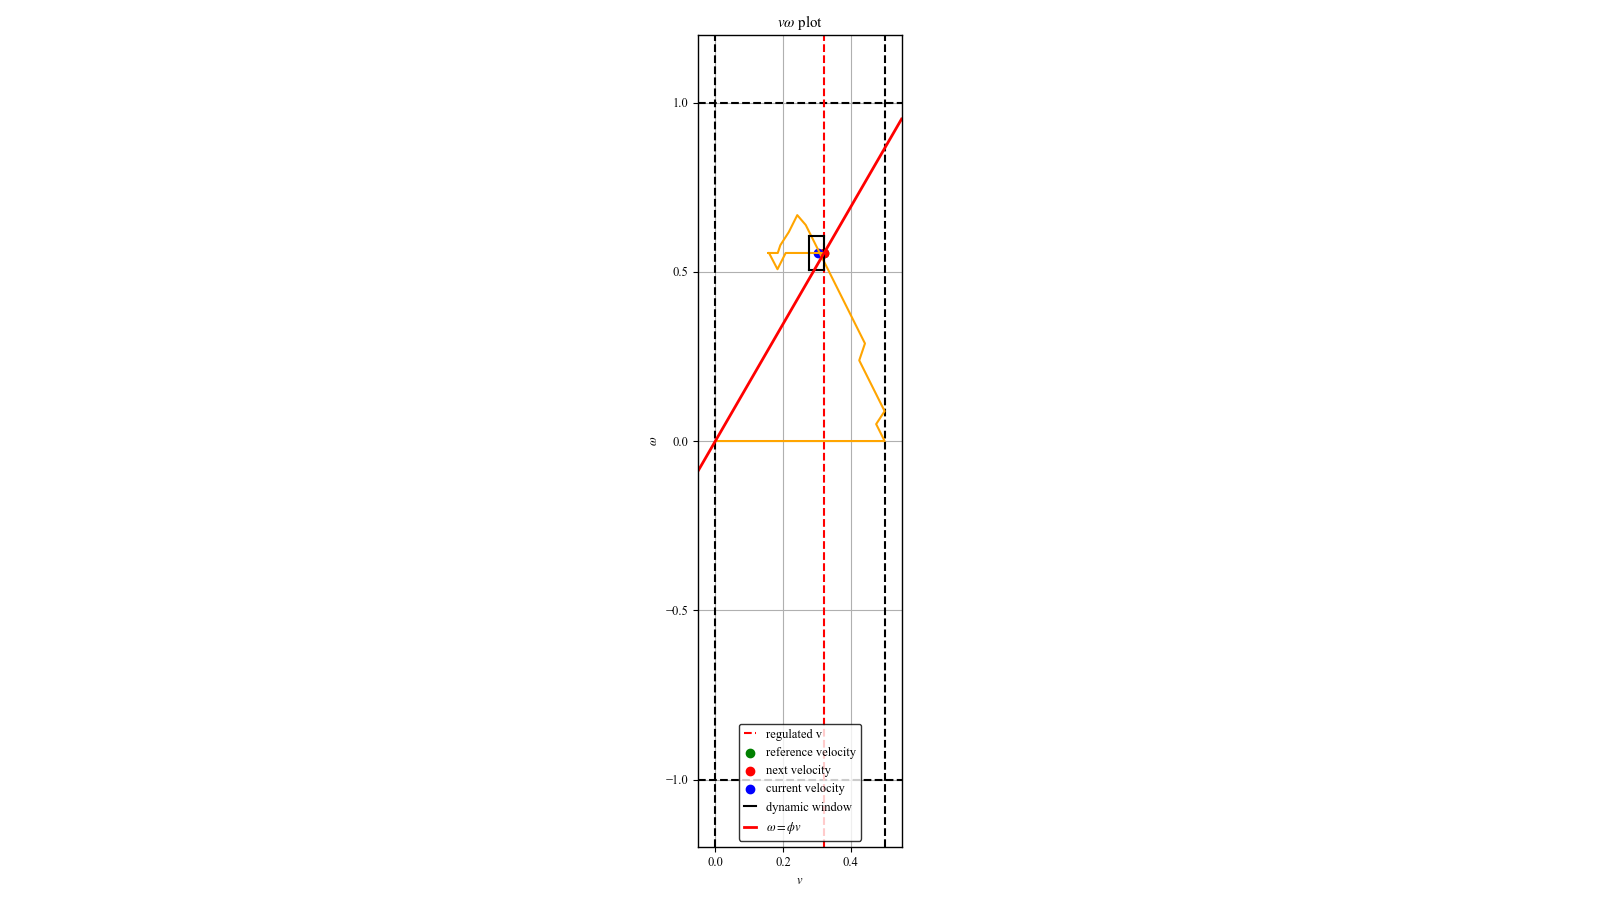 vω plot
1.0
0.5
0.0
−0.5
−1.0
ω
regulated v
reference velocity
next velocity
current velocity
dynamic window
ω = ϕv
0.0 0.2 0.4
v